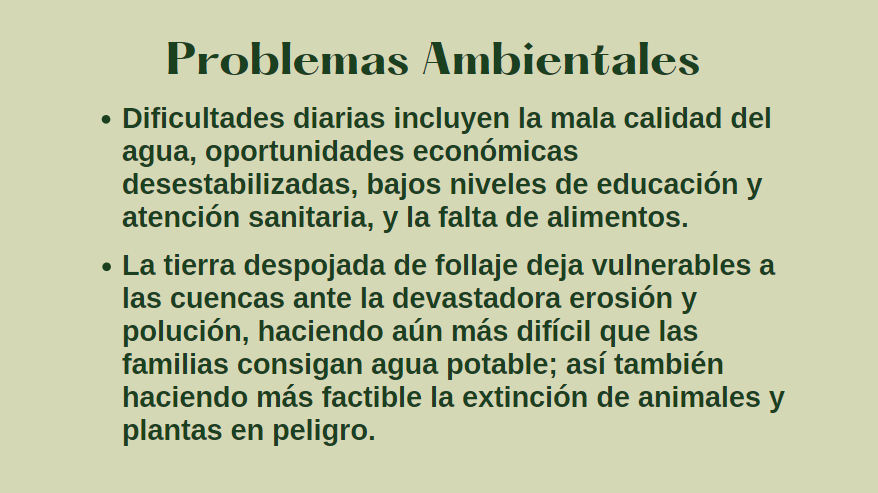 Problemas Ambientales
• Dificultades diarias incluyen la mala calidad del
agua, oportunidades económicas
desestabilizadas, bajos niveles de educación y
atención sanitaria, y la falta de alimentos.
• La tierra despojada de follaje deja vulnerables a
las cuencas ante la devastadora erosión y
polución, haciendo aún más difícil que las
familias consigan agua potable; así también
haciendo más factible la extinción de animales y
plantas en peligro.